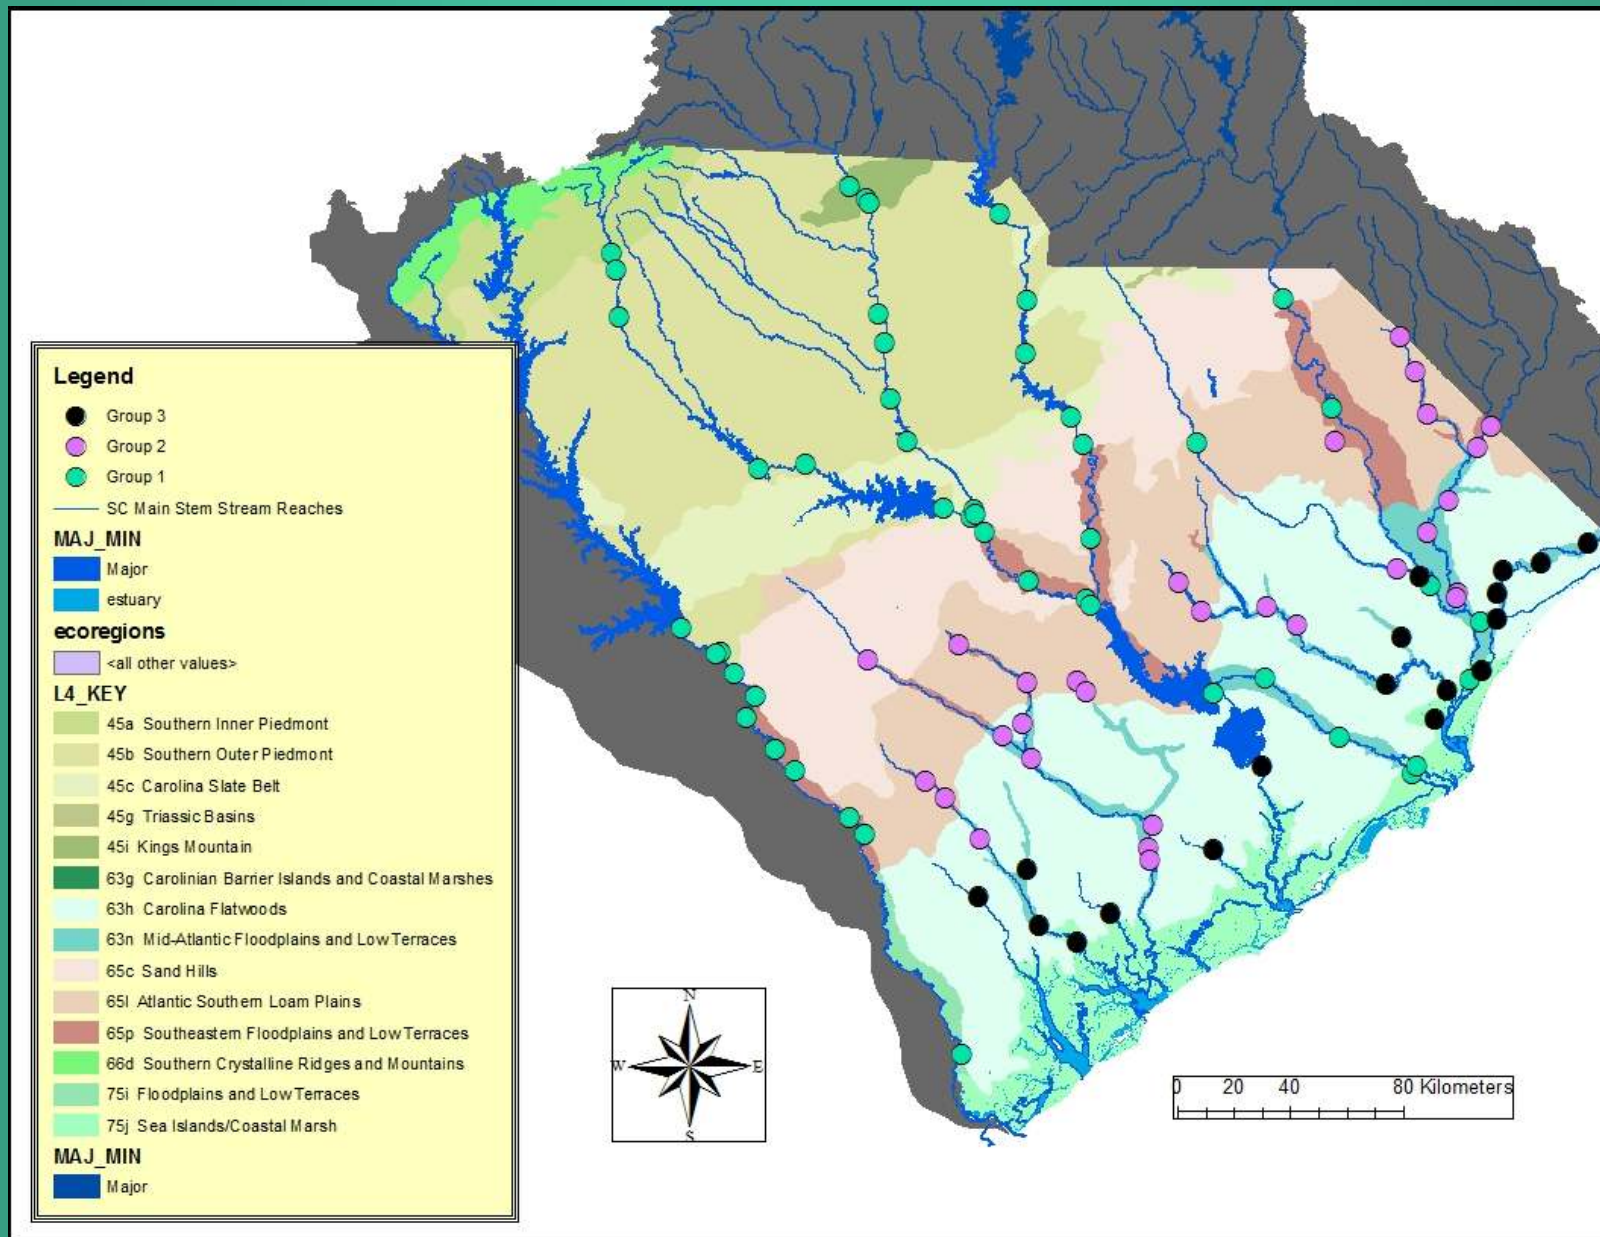 Legend
Group 3
Group 2
Group 1
SC Main Stem Stream Reaches
MAJ_MIN
Major
estuary
ecoregions
<all other values>
L4_KEY
45a Southern Inner Piedmont
45b Southern Outer Piedmont
45c Carolina Slate Belt
45g Triassic Basins
45i Kings Mountain
63g Carolinian Barrier Islands and Coastal Marshes
63h Carolina Flatwoods
63n Mid-Atlantic Floodplains and Low Terraces
65c Sand Hills
65l Atlantic Southern Loam Plains
65p Southeastern Floodplains and Low Terraces
66d Southern Crystalline Ridges and Mountains
75i Floodplains and Low Terraces
75j Sea Islands/Coastal Marsh
MAJ_MIN
Major
N
W E
S
0 20 40 80 Kilometers